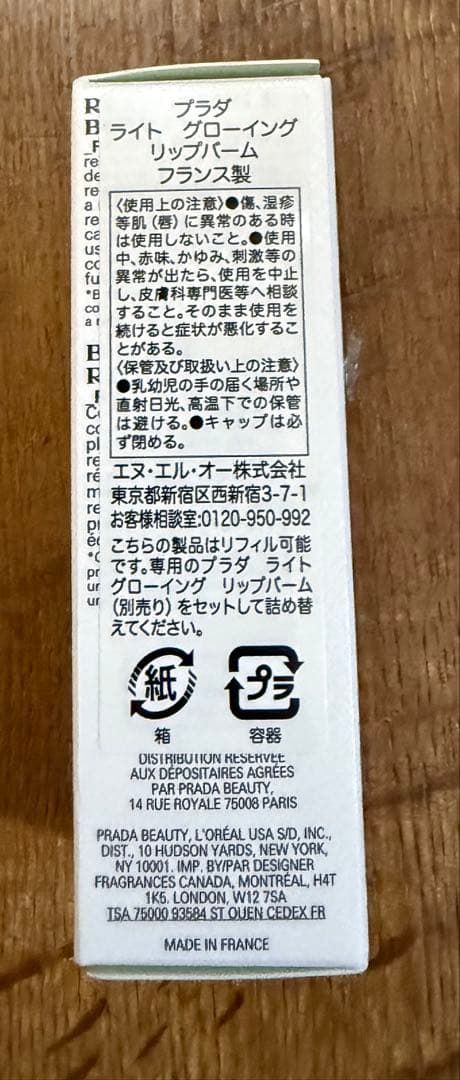 プラダ
ライト　グローイング
リップバーム
フランス製
〈使用上の注意〉●傷、湿疹
等肌（唇）に異常のある時
は使用しないこと。●使用
中、赤味、かゆみ、刺激等の
異常が出たら、使用を中止
し、皮膚科専門医等へ相談
すること。そのまま使用を
続けると症状が悪化するこ
とがある。
〈保管及び取扱い上の注意〉
●乳幼児の手の届く場所や
直射日光、高温下での保管
は避ける。●キャップは必
ず閉める。
エヌ・エル・オー株式会社
東京都新宿区西新宿3-7-1
お客様相談室:0120-950-992
こちらの製品はリフィル可能
です。専用のプラダ　ライト
グローイング　リップバーム
（別売り）をセットして詰め替
えてください。
紙
プラ
箱
容器
DISTRIBUTION RÉSERVÉE
AUX DÉPOSITAIRES AGRÉÉS
PAR PRADA BEAUTY,
14 RUE ROYALE 75008 PARIS
PRADA BEAUTY, L'ORÉAL USA S/D, INC.,
DIST., 10 HUDSON YARDS, NEW YORK,
NY 10001. IMP. BY/PAR DESIGNER
FRAGRANCES CANADA, MONTRÉAL, H4T
1K5. LONDON, W12 7SA
TSA 75000 93584 ST OUEN CEDEX FR
MADE IN FRANCE